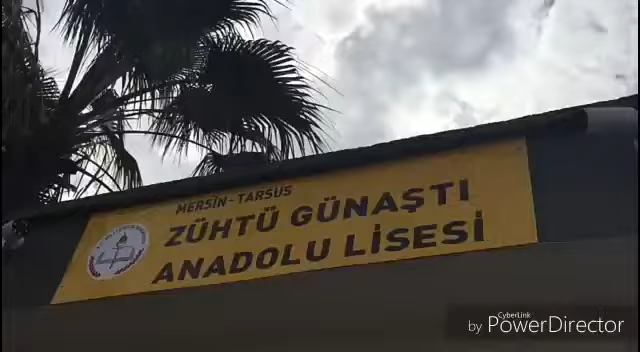 MERSİN - TARSUS
ZÜHTÜ GÜNAŞTI
ANADOLU LİSESİ
CyberLink
by PowerDirector